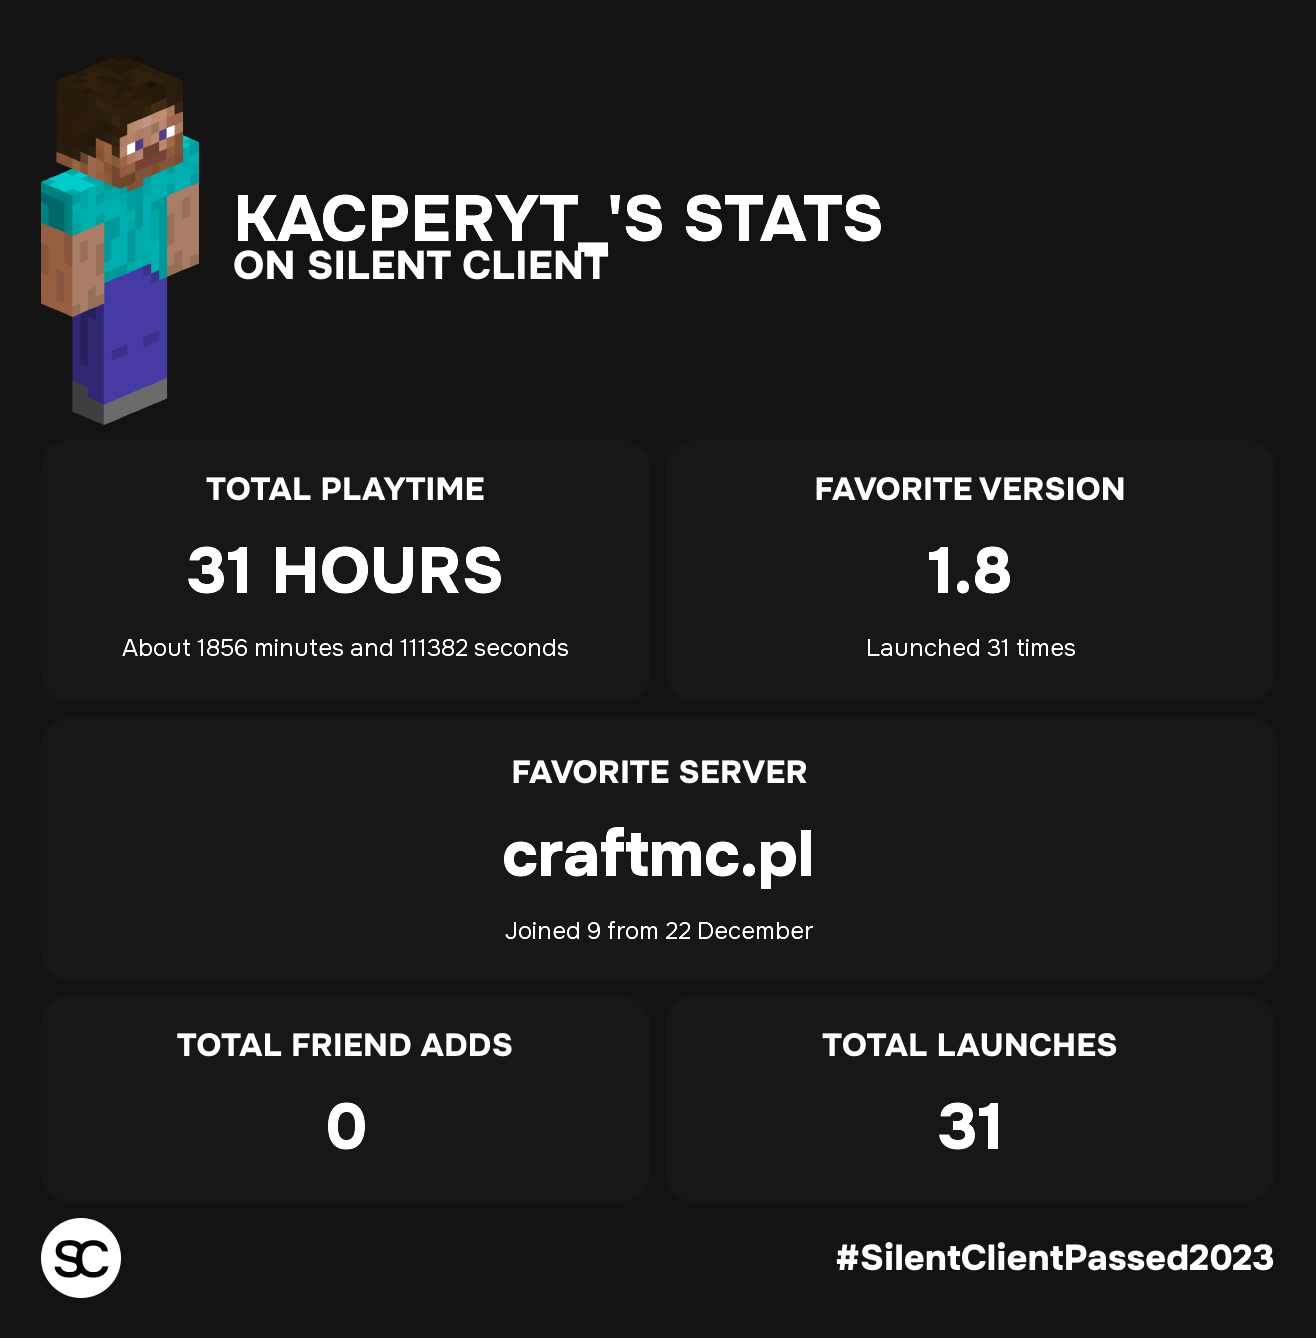 KACPERYT_'S STATS
ON SILENT CLIENT
TOTAL PLAYTIME
31 HOURS
About 1856 minutes and 111382 seconds
FAVORITE VERSION
1.8
Launched 31 times
FAVORITE SERVER
craftmc.pl
Joined 9 from 22 December
TOTAL FRIEND ADDS
0
TOTAL LAUNCHES
31
SC
#SilentClientPassed2023